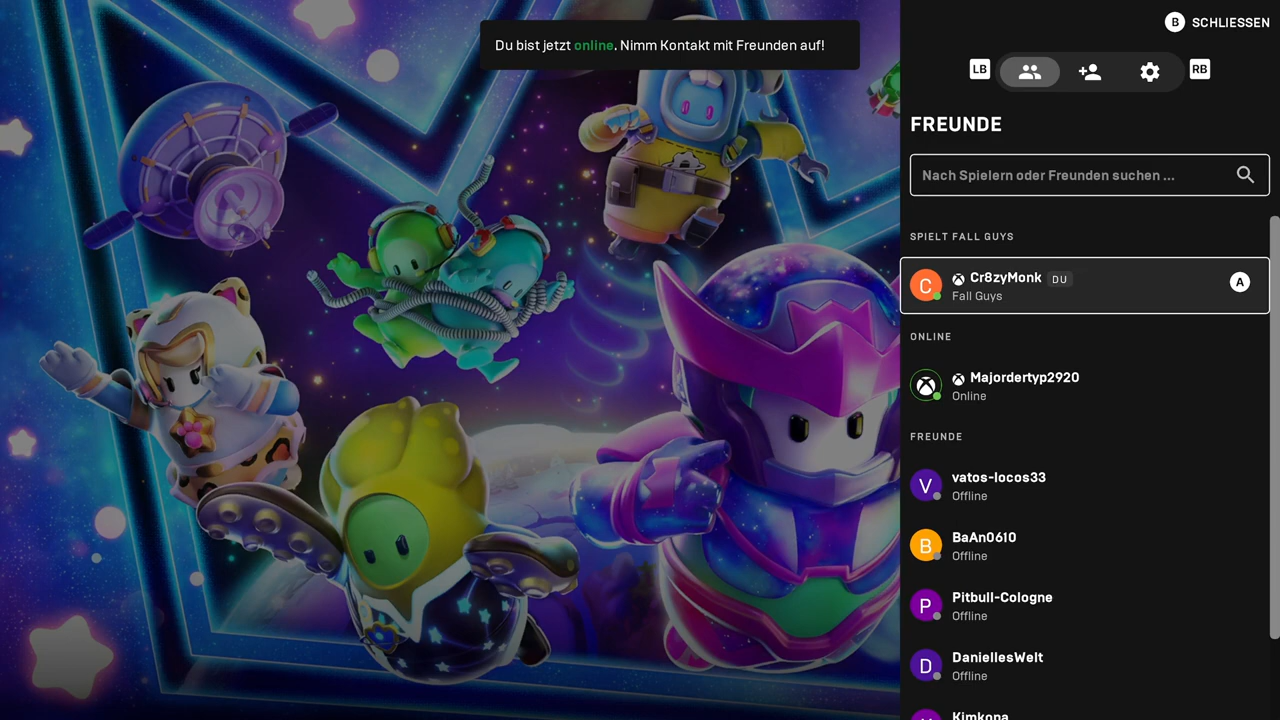 B SCHLIESSEN
Du bist jetzt online. Nimm Kontakt mit Freunden auf!
LB RB
FREUNDE
Nach Spielern oder Freunden suchen ...
SPIELT FALL GUYS
C Cr8zyMonk DU A
Fall Guys
ONLINE
Majordertyp2920
Online
FREUNDE
V vatos-locos33
Offline
B BaAn0610
Offline
P Pitbull-Cologne
Offline
D DaniellesWelt
Offline